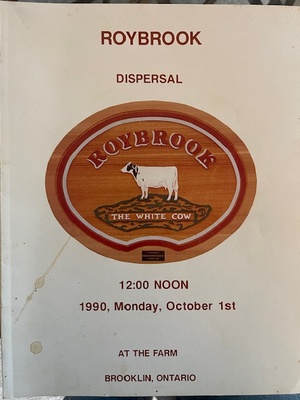 ROYBROOK
DISPERSAL
ROYBROOK
THE WHITE COW
12:00 NOON
1990, Monday, October 1st
AT THE FARM
BROOKLIN, ONTARIO